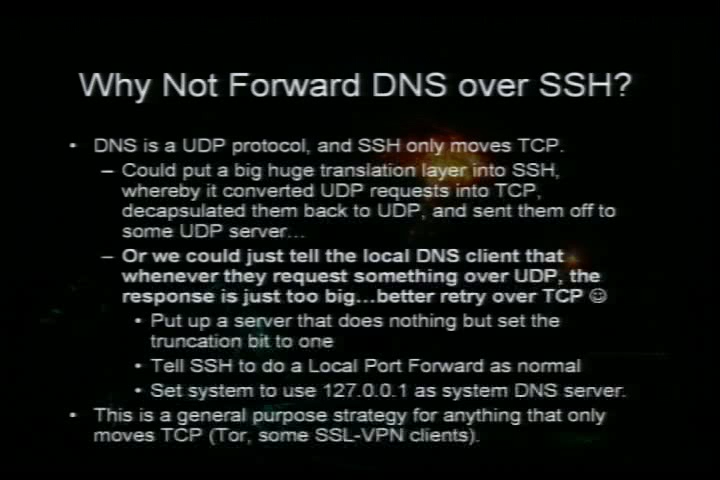 Why Not Forward DNS over SSH?
• DNS is a UDP protocol, and SSH only moves TCP.
– Could put a big huge translation layer into SSH,
whereby it converted UDP requests into TCP,
decapsulated them back to UDP, and sent them off to
some UDP server…
– Or we could just tell the local DNS client that
whenever they request something over UDP, the
response is just too big…better retry over TCP ☺
• Put up a server that does nothing but set the
truncation bit to one
• Tell SSH to do a Local Port Forward as normal
• Set system to use 127.0.0.1 as system DNS server.
• This is a general purpose strategy for anything that only
moves TCP (Tor, some SSL-VPN clients).